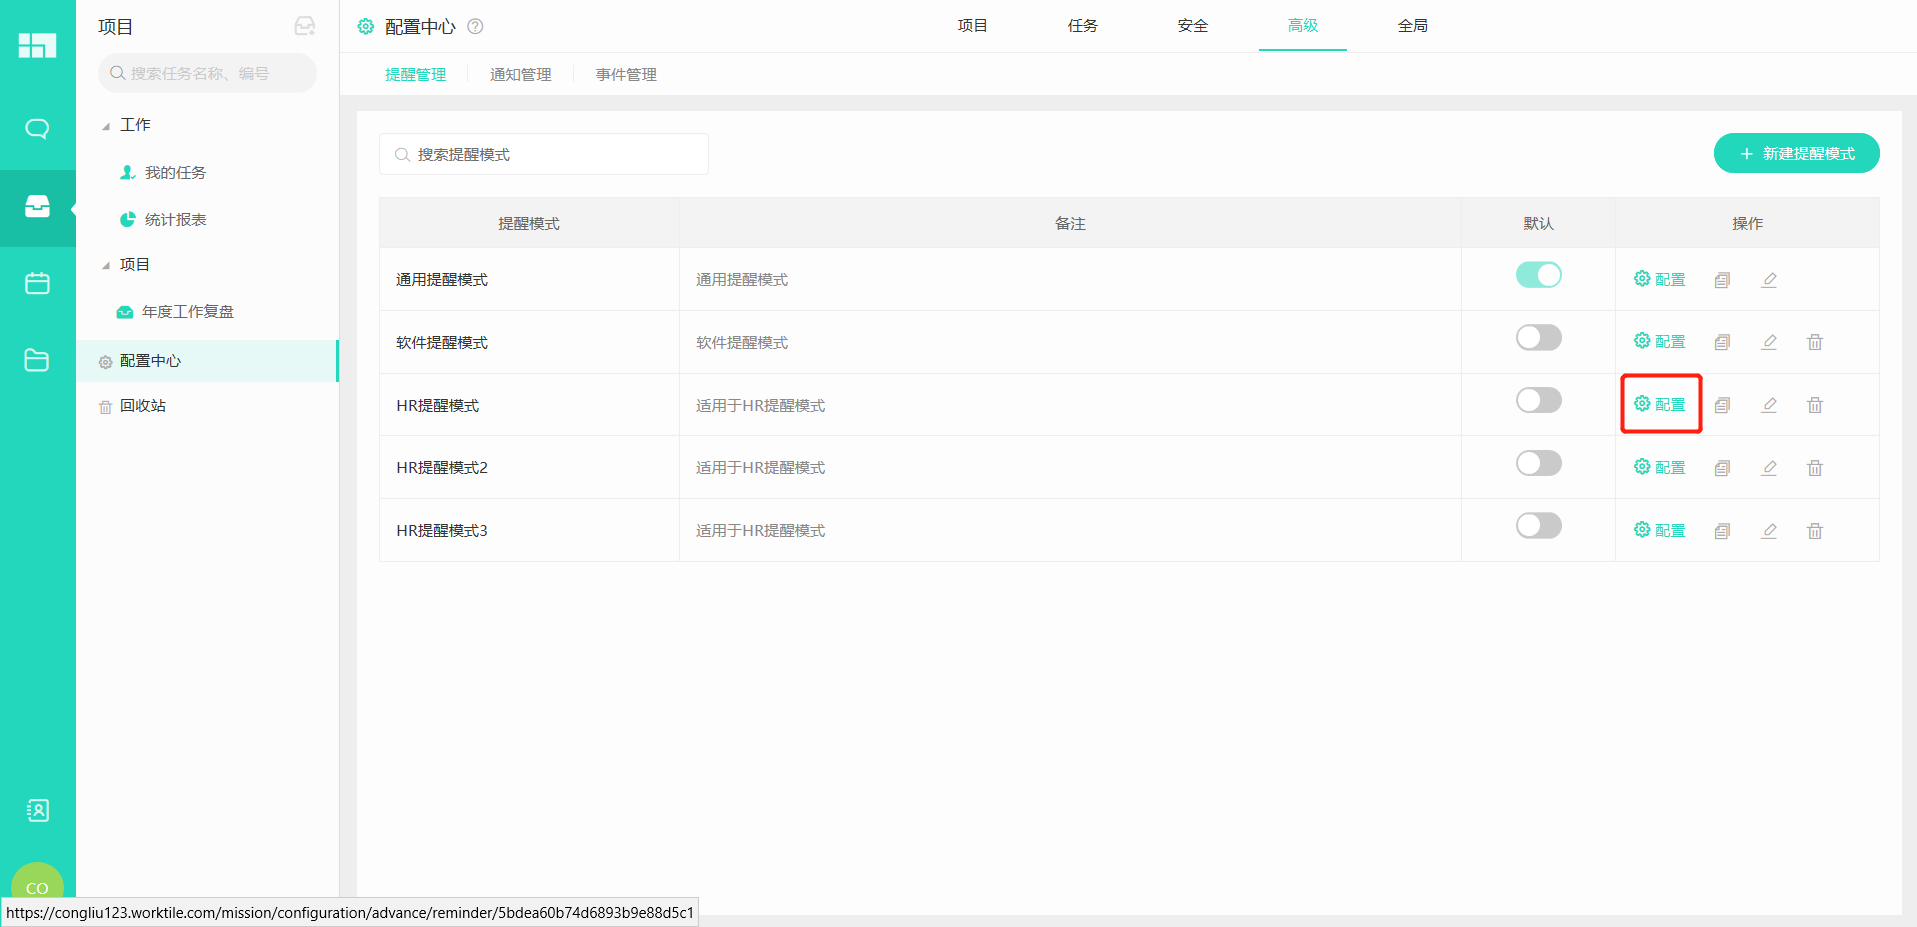 项目
搜索任务名称、编号
工作
我的任务
统计报表
项目
年度工作复盘
配置中心
回收站
CO
配置中心
项目
任务
安全
高级
全局
提醒管理
通知管理
事件管理
搜索提醒模式
新建提醒模式
提醒模式 备注 默认 操作
通用提醒模式 通用提醒模式 配置
软件提醒模式 软件提醒模式 配置
HR提醒模式 适用于HR提醒模式 配置
HR提醒模式2 适用于HR提醒模式 配置
HR提醒模式3 适用于HR提醒模式 配置
https://congliu123.worktile.com/mission/configuration/advance/reminder/5bdea60b74d6893b9e88d5c1